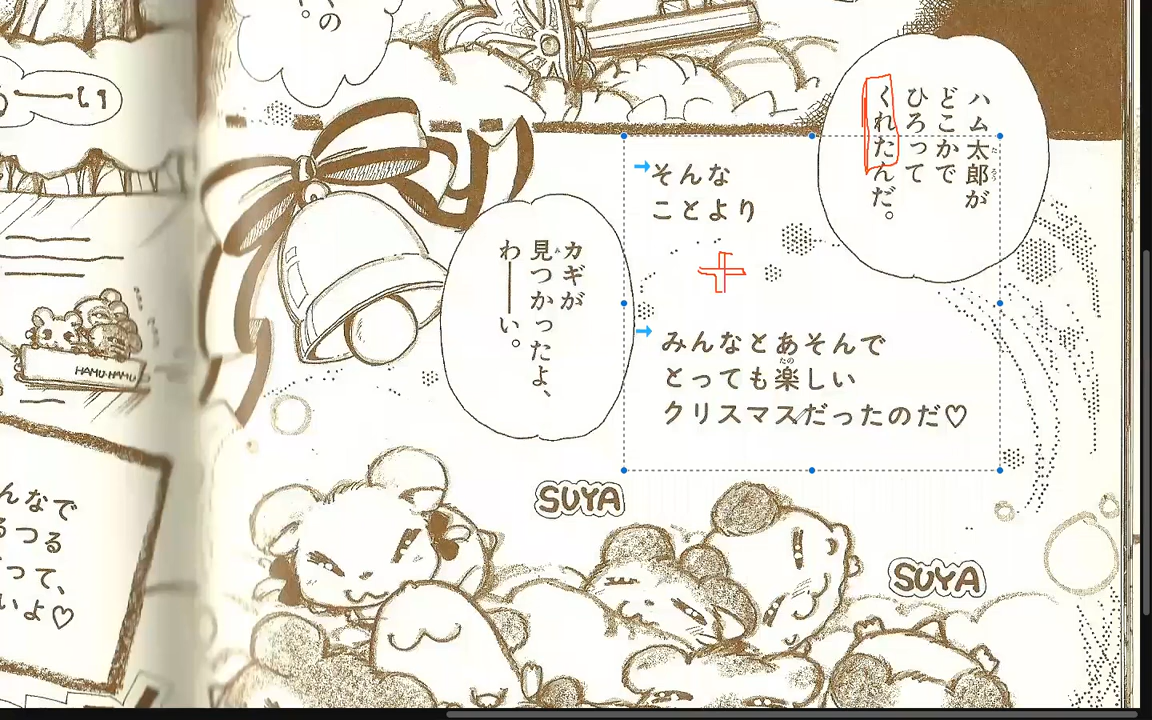 ハム太郎が
どこかで
ひろって
くれたんだ。
カギが
見つかったよ、
わーーい。
そんな
ことより
みんなとあそんで
とっても楽しい
クリスマスだったのだ♡
SUYA
SUYA
HAMU-HAMU
んなで
るつる
って、
いよ♡